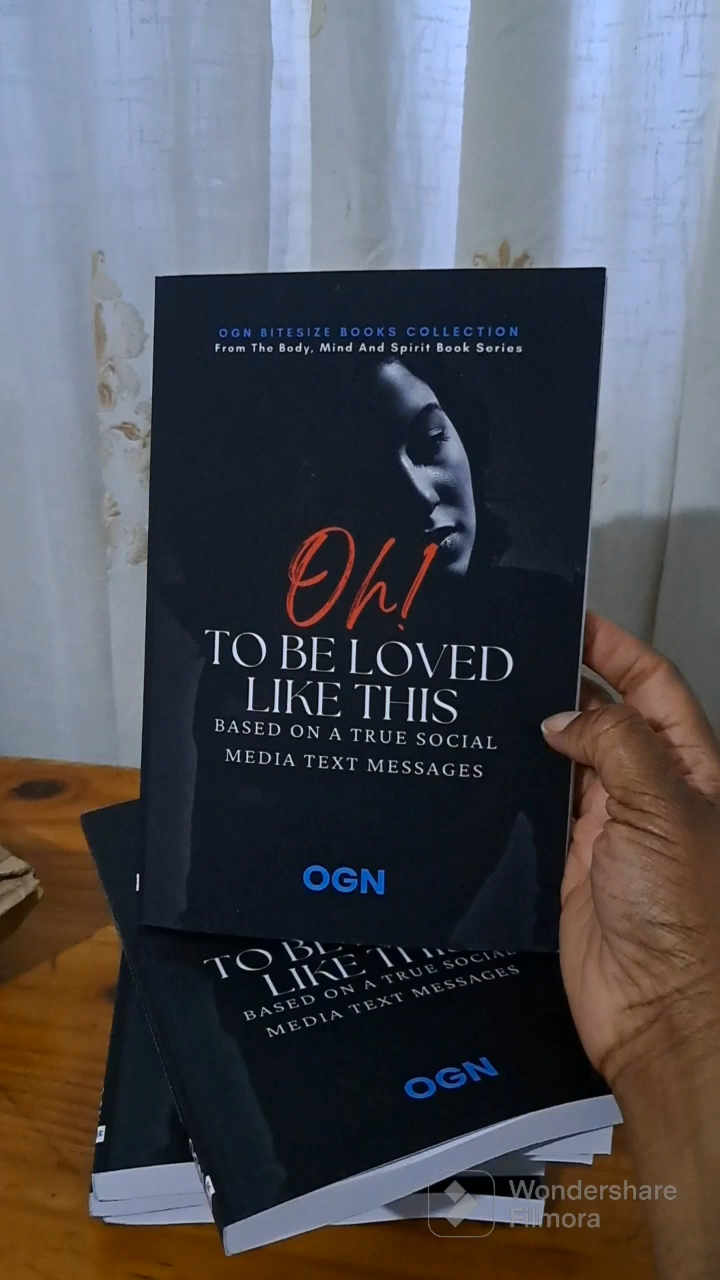 OGN BITESIZE BOOKS COLLECTION
From The Body, Mind And Spirit Book Series
Oh!
TO BE LOVED
LIKE THIS
BASED ON A TRUE SOCIAL
MEDIA TEXT MESSAGES
OGN
TO BE
LIKE THIS
BASED ON A TRUE SOCIAL
MEDIA TEXT MESSAGES
OGN
Wondershare
Filmora